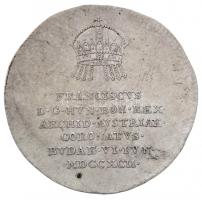 FRANCISCVS
D·G·HVN·BOH·REX
ARCHID·AVSTRIAE
CORONATVS·
BVDAE·VI·IVN·
MDCCXCII·